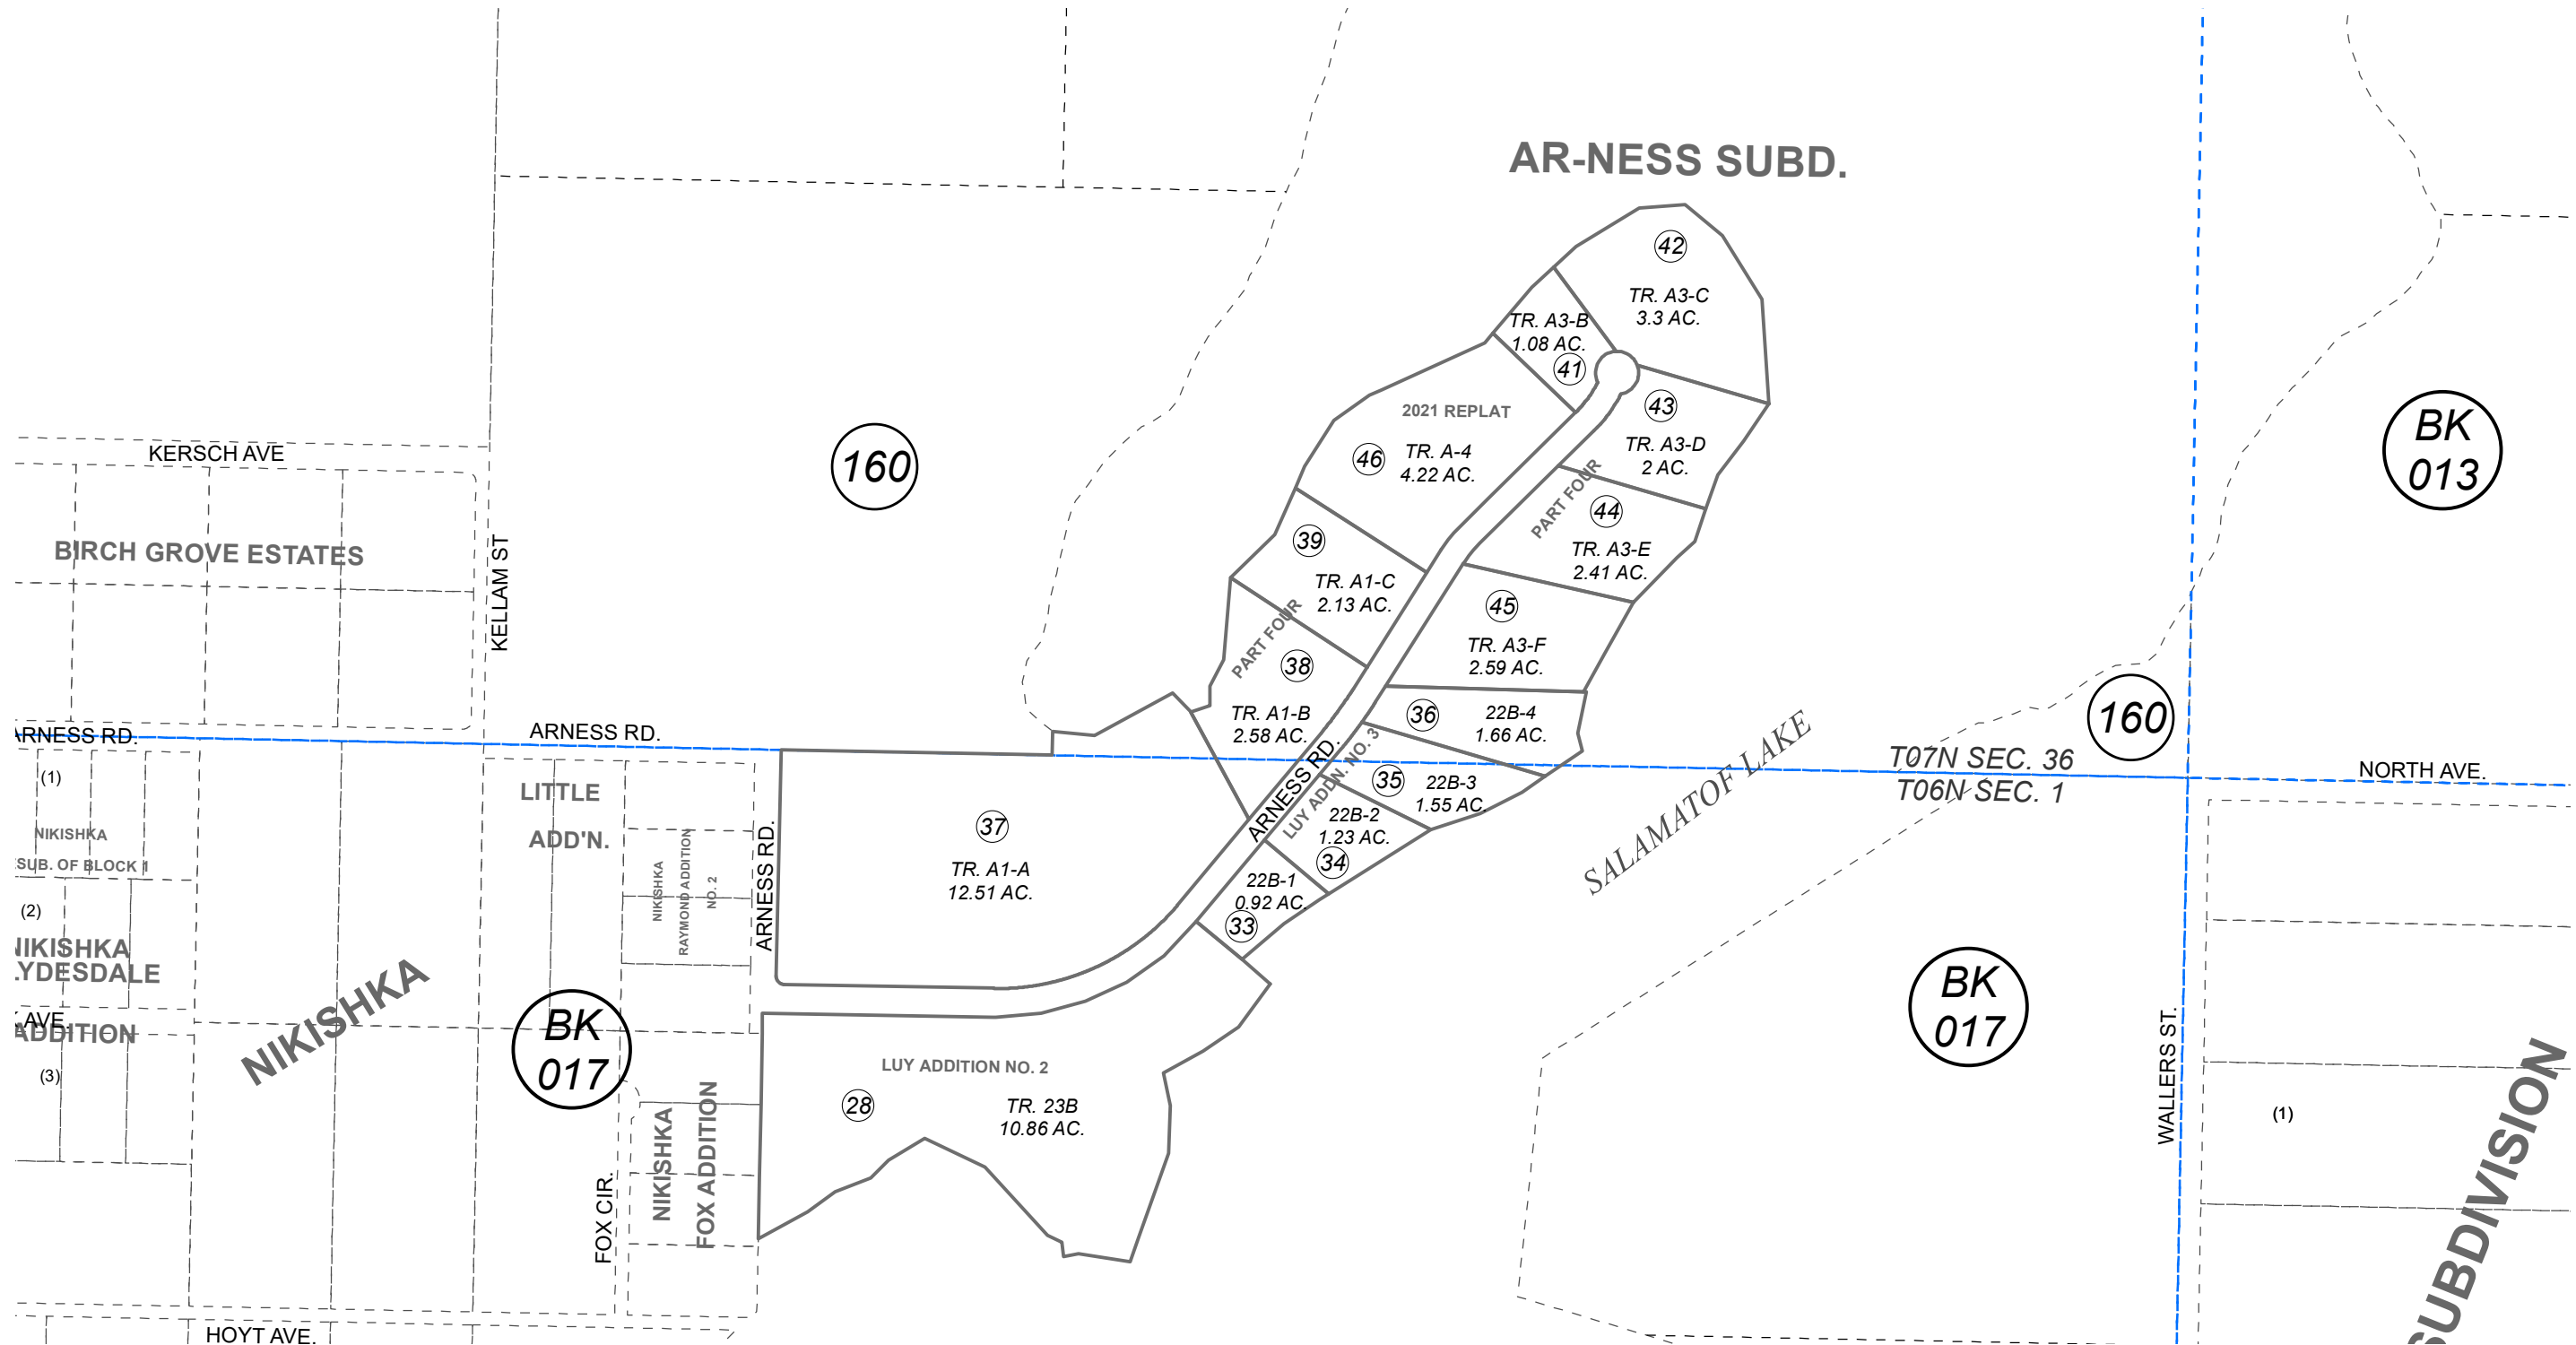 AR-NESS SUBD.
42
TR. A3-C
3.3 AC.
TR. A3-B
1.08 AC.
41
43
TR. A3-D
2 AC.
2021 REPLAT
46
TR. A-4
4.22 AC.
PART FOUR
44
TR. A3-E
2.41 AC.
39
TR. A1-C
2.13 AC.
45
TR. A3-F
2.59 AC.
PART FOUR
38
TR. A1-B
2.58 AC.
36
22B-4
1.66 AC.
35
22B-3
1.55 AC.
LUY ADDN. NO. 3
22B-2
1.23 AC.
34
22B-1
0.92 AC.
33
ARNESS RD.
37
TR. A1-A
12.51 AC.
LUY ADDITION NO. 2
28
TR. 23B
10.86 AC.
160
BK
013
160
KERSCH AVE
BIRCH GROVE ESTATES
KELLAM ST
ARNESS RD.
ARNESS RD.
ARNESS RD.
(1)
NIKISHKA
SUB. OF BLOCK 1
(2)
NIKISHKA
LYDESDALE
AVE.
ADDITION
(3)
NIKISHKA
LITTLE
ADD'N.
NIKISHKA
RAYMOND ADDITION
NO. 2
BK
017
NIKISHKA
FOX ADDITION
FOX CIR.
HOYT AVE.
SALAMATOF LAKE
T07N SEC. 36
T06N SEC. 1
NORTH AVE.
BK
017
WALLERS ST.
(1)
SUBDIVISION